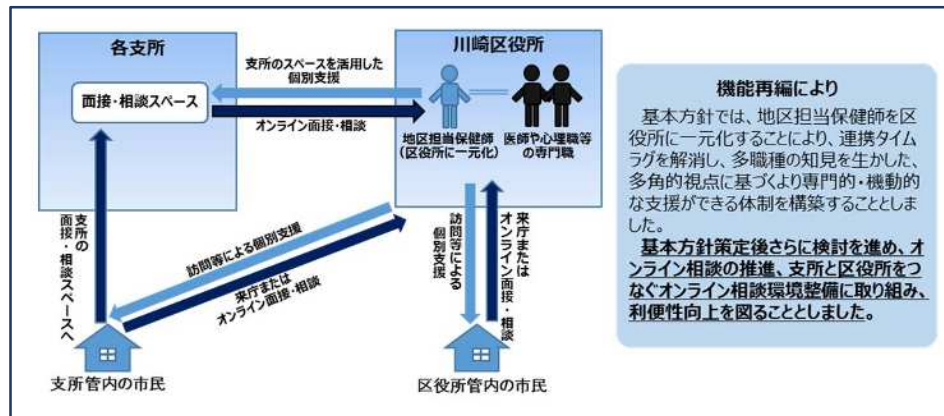 各支所
面接・相談スペース
支所のスペースを活用した
個別支援
オンライン面接・相談
川崎区役所
地区担当保健師
(区役所に一元化)
医師や心理職等
の専門職
支所の
面接・相談スペースへ
訪問等による個別支援
来庁または
オンライン面接・相談
訪問等による
個別支援
来庁または
オンライン面接・相談
支所管内の市民
区役所管内の市民
機能再編により
基本方針では、地区担当保健師を区
役所に一元化することにより、連携タイム
ラグを解消し、多職種の知見を生かした、
多角的視点に基づくより専門的・機動的
な支援ができる体制を構築することとしま
した。
基本方針策定後さらに検討を進め、オ
ンライン相談の推進、支所と区役所をつ
なぐオンライン相談環境整備に取り組み、
利便性向上を図ることとしました。